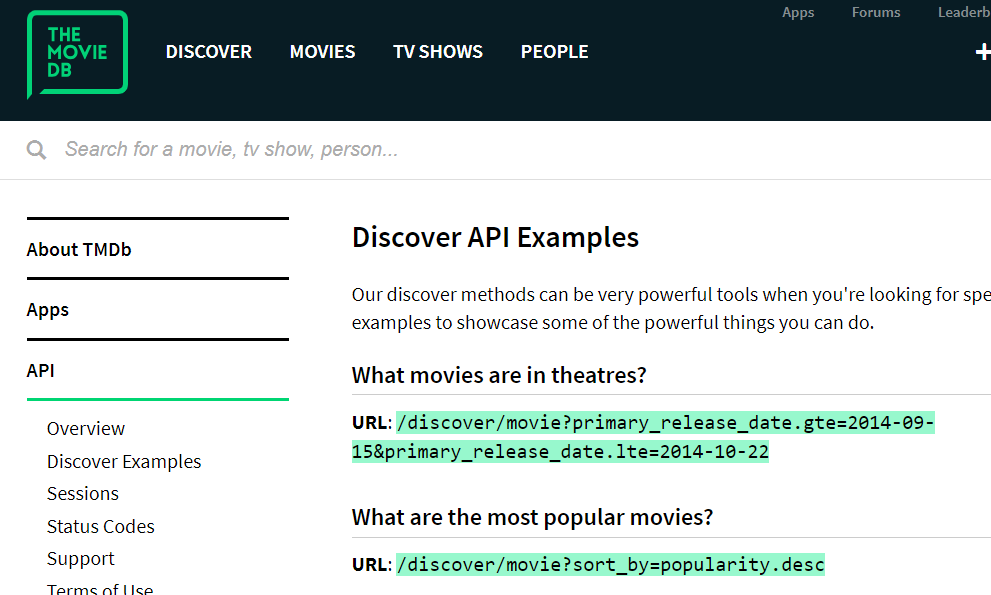 Apps Forums Leaderb
THE
MOVIE
DB
DISCOVER MOVIES TV SHOWS PEOPLE
+
Search for a movie, tv show, person...
About TMDb
Apps
API
Overview
Discover Examples
Sessions
Status Codes
Support
Terms of Use
Discover API Examples
Our discover methods can be very powerful tools when you're looking for spe
examples to showcase some of the powerful things you can do.
What movies are in theatres?
URL: /discover/movie?primary_release_date.gte=2014-09-
15&primary_release_date.lte=2014-10-22
What are the most popular movies?
URL: /discover/movie?sort_by=popularity.desc